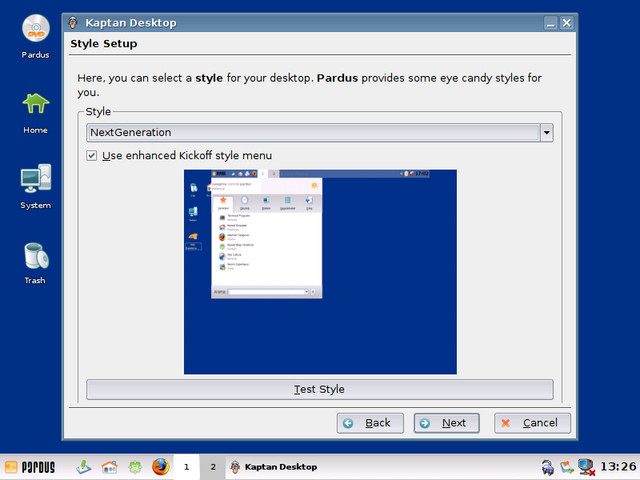 Kaptan Desktop
Style Setup
Here, you can select a style for your desktop. Pardus provides some eye candy styles for
you.
Style
NextGeneration
Use enhanced Kickoff style menu
Test Style
Back
Next
Cancel
DVD
Pardus
Home
System
Trash
PARDUS
1
2
Kaptan Desktop
13:26